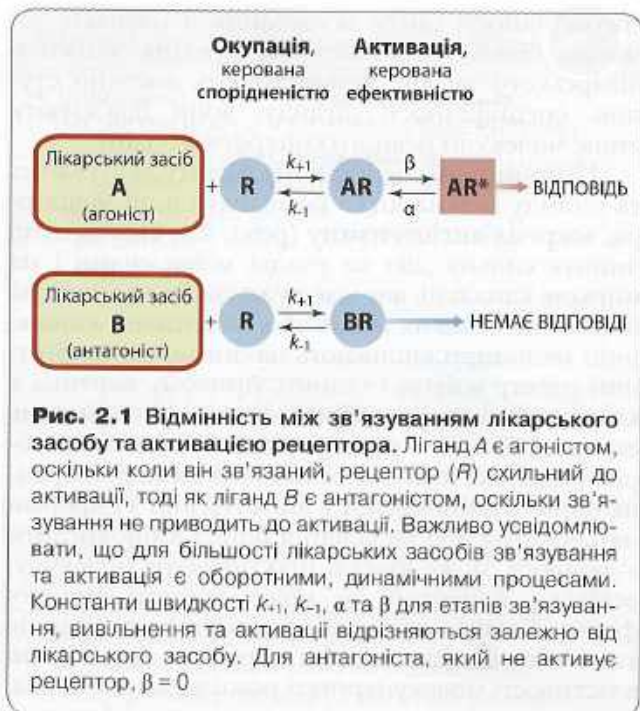 Окупація,
керована
спорідненістю
Активація,
керована
ефективністю
Лікарський засіб
A
(агоніст)
+ R
k+1
k-1
AR
β
α
AR*
ВІДПОВІДЬ
Лікарський засіб
B
(антагоніст)
+ R
k+1
k-1
BR
НЕМАЄ ВІДПОВІДІ
Рис. 2.1 Відмінність між зв’язуванням лікарського
засобу та активацією рецептора. Ліганд A є агоністом,
оскільки коли він зв’язаний, рецептор (R) схильний до
активації, тоді як ліганд B є антагоністом, оскільки зв’я-
зування не приводить до активації. Важливо усвідомлю-
вати, що для більшості лікарських засобів зв’язування
та активація є оборотними, динамічними процесами.
Константи швидкості k+1, k–1, α та β для етапів зв’язуван-
ня, вивільнення та активації відрізняються залежно від
лікарського засобу. Для антагоніста, який не активує
рецептор, β = 0